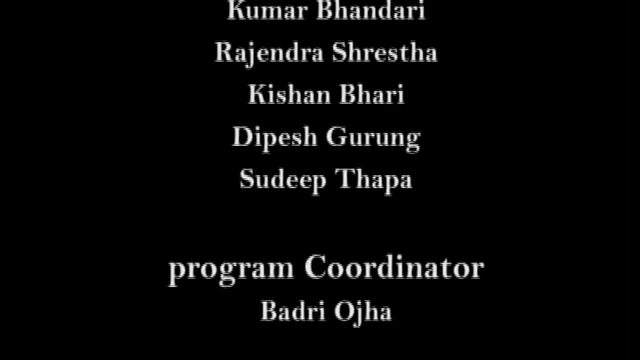 Kumar Bhandari
Rajendra Shrestha
Kishan Bhari
Dipesh Gurung
Sudeep Thapa
program Coordinator
Badri Ojha